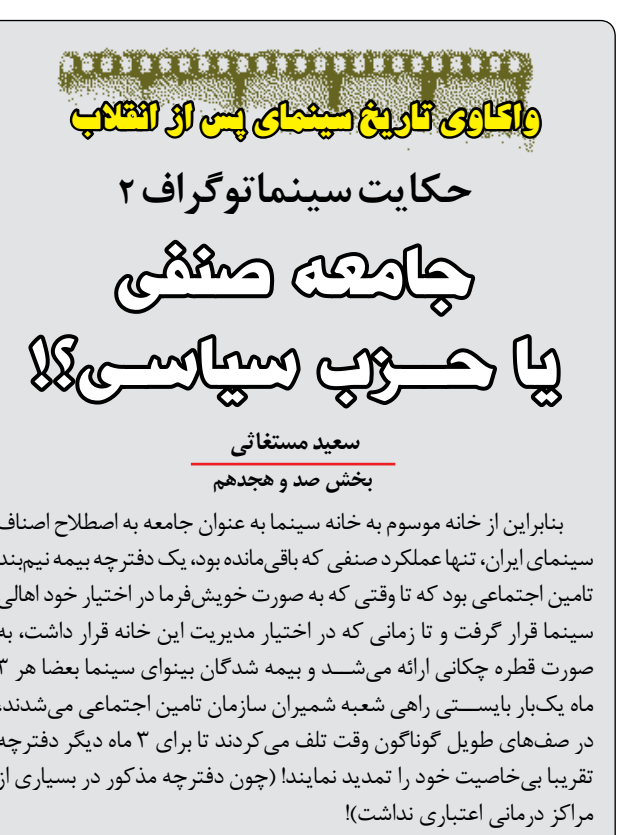 واکاوی تاریخ سینمای پس از انقلاب
حکایت سینماتوگراف ۲
جامعه صنفی
یا حـــزب سیاســی؟!
سعید مستغاثی
بخش صد و هجدهم
بنابراین از خانه موسوم به خانه سینما به عنوان جامعه به اصطلاح اصناف
سینمای ایران، تنها عملکرد صنفی که باقی‌مانده بود، یک دفترچه بیمه نیم‌بند
تامین اجتماعی بود که تا وقتی که به صورت خویش‌فرما در اختیار خود اهالی
سینما قرار گرفت و تا زمانی که در اختیار مدیریت این خانه قرار داشت، به
صورت قطره چکانی ارائه می‌شــد و بیمه شدگان بینوای سینما بعضا هر ۳
ماه یک‌بار بایســتی راهی شعبه شمیران سازمان تامین اجتماعی می‌شدند،
در صف‌های طویل گوناگون وقت تلف می‌کردند تا برای ۳ ماه دیگر دفترچه
تقریبا بی‌خاصیت خود را تمدید نمایند! (چون دفترچه مذکور در بسیاری از
مراکز درمانی اعتباری نداشت)!